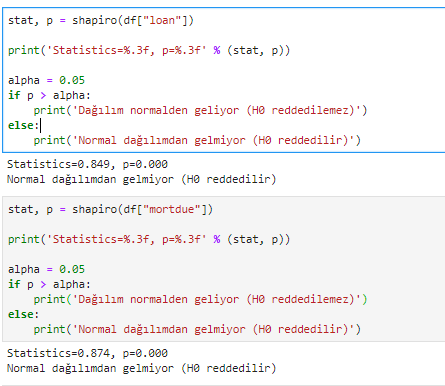 stat, p = shapiro(df["loan"])
print('Statistics=%.3f, p=%.3f' % (stat, p))
alpha = 0.05
if p > alpha:
    print('Dağılım normalden geliyor (H0 reddedilemez)')
else:
    print('Normal dağılımdan gelmiyor (H0 reddedilir)')
Statistics=0.849, p=0.000
Normal dağılımdan gelmiyor (H0 reddedilir)
stat, p = shapiro(df["mortdue"])
print('Statistics=%.3f, p=%.3f' % (stat, p))
alpha = 0.05
if p > alpha:
    print('Dağılım normalden geliyor (H0 reddedilemez)')
else:
    print('Normal dağılımdan gelmiyor (H0 reddedilir)')
Statistics=0.874, p=0.000
Normal dağılımdan gelmiyor (H0 reddedilir)